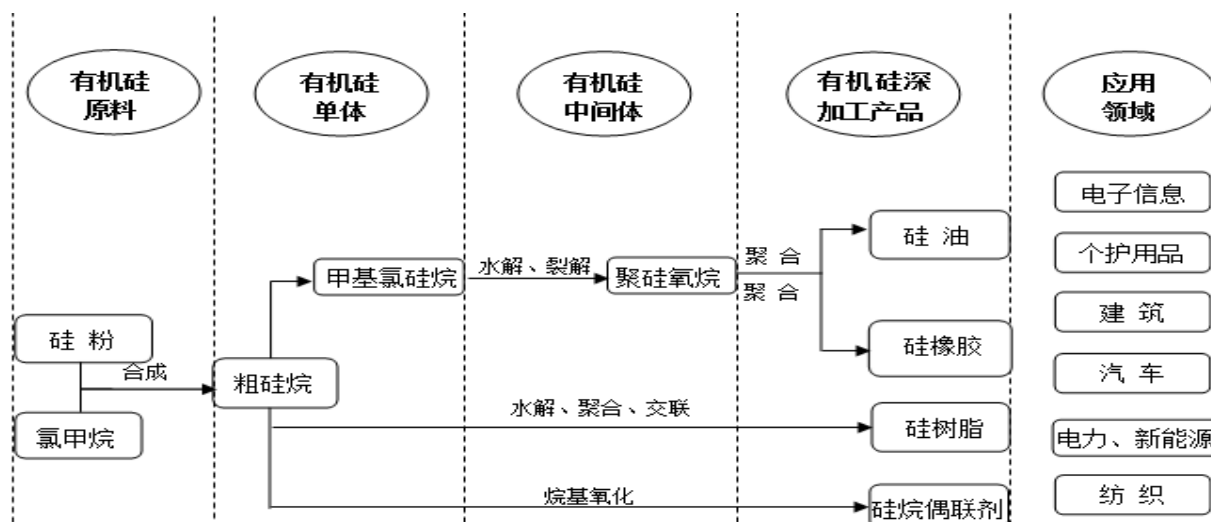 有机硅
原料
有机硅
单体
有机硅
中间体
有机硅深
加工产品
应用
领域
电子信息
硅 油
个护用品
甲基氯硅烷
水解、裂解
聚硅氧烷
聚 合
聚 合
建 筑
硅 粉
硅橡胶
合成
粗硅烷
汽 车
氯甲烷
水解、聚合、交联
硅树脂
电力、新能源
烷基氧化
硅烷偶联剂
纺 织